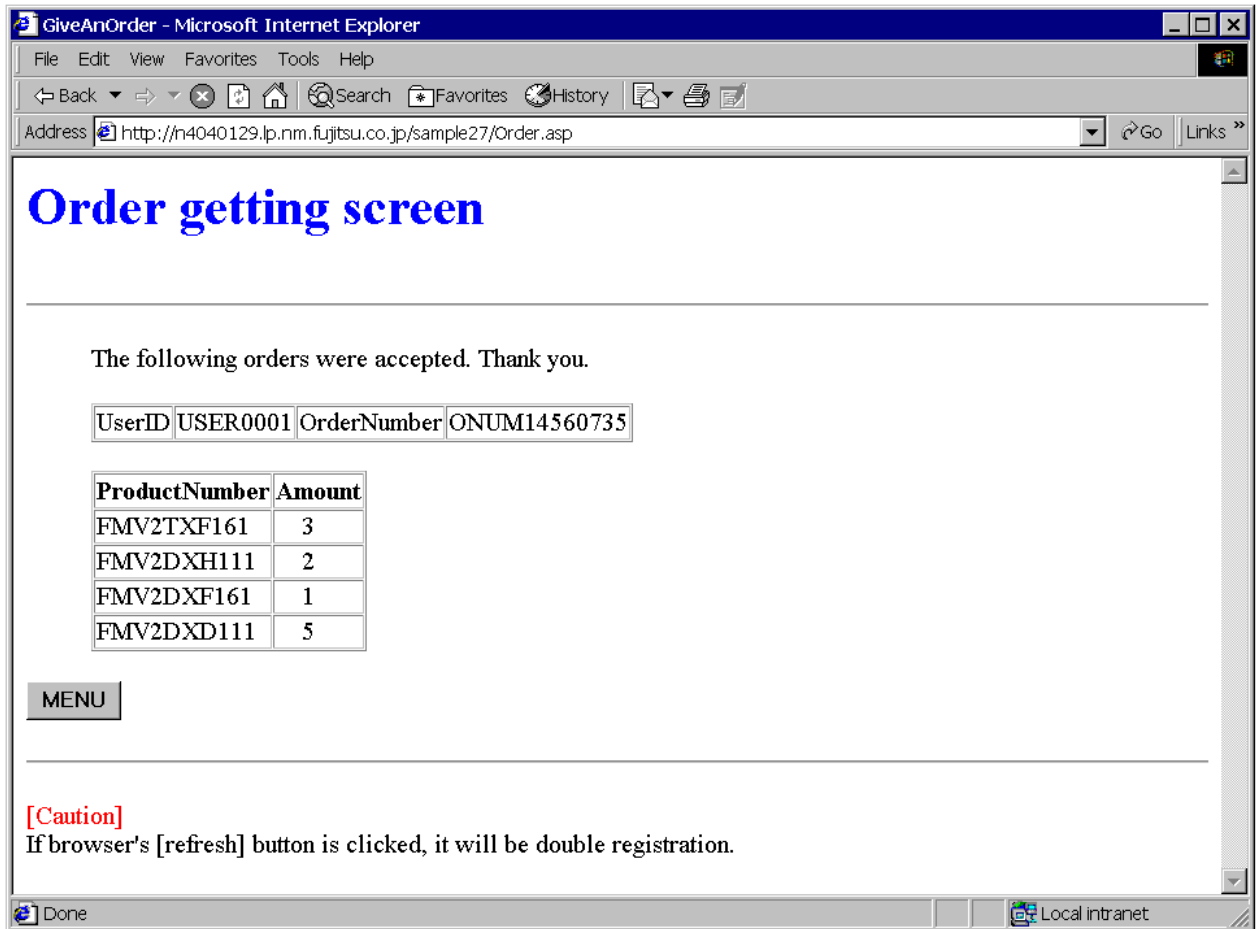 GiveAnOrder - Microsoft Internet Explorer
File Edit View Favorites Tools Help
Back Search Favorites History
Address http://n4040129.lp.nm.fujitsu.co.jp/sample27/Order.asp Go Links »
Order getting screen
The following orders were accepted. Thank you.
UserID USER0001 OrderNumber ONUM14560735
ProductNumber Amount
FMV2TXF161 3
FMV2DXH111 2
FMV2DXF161 1
FMV2DXD111 5
MENU
[Caution]
If browser's [refresh] button is clicked, it will be double registration.
Done Local intranet